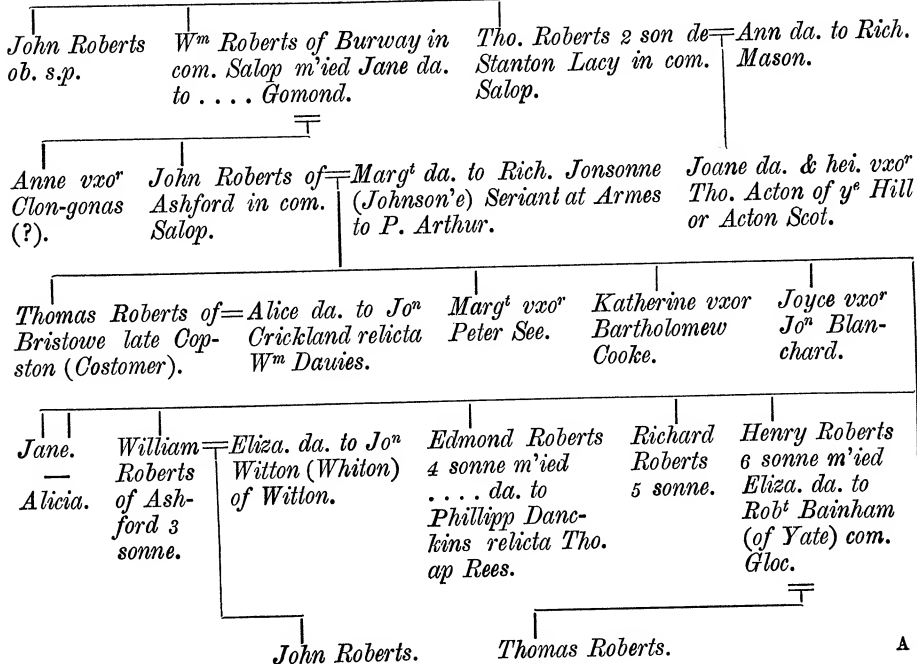 John Roberts
ob. s.p.
Wm Roberts of Burway in
com. Salop m'ied Jane da.
to . . . . Gomond.
Tho. Roberts 2 son de
Stanton Lacy in com.
Salop.
Ann da. to Rich.
Mason.
Anne vxor
Clon-gonas
(?).
John Roberts of
Ashford in com.
Salop.
Margt da. to Rich. Jonsonne
(Johnson'e) Seriant at Armes
to P. Arthur.
Joane da. & hei. vxor
Tho. Acton of ye Hill
or Acton Scot.
Thomas Roberts of
Bristowe late Cop-
ston (Costomer).
Alice da. to Jon
Crickland relicta
Wm Dauies.
Margt vxor
Peter See.
Katherine vxor
Bartholomew
Cooke.
Joyce vxor
Jon Blan-
chard.
Jane.
Alicia.
William
Roberts
of Ash-
ford 3
sonne.
Eliza. da. to Jon
Witton (Whiton)
of Witton.
Edmond Roberts
4 sonne m'ied
. . . . da. to
Phillipp Danc-
kins relicta Tho.
ap Rees.
Richard
Roberts
5 sonne.
Henry Roberts
6 sonne m'ied
Eliza. da. to
Robt Bainham
(of Yate) com.
Gloc.
John Roberts.
Thomas Roberts.
A